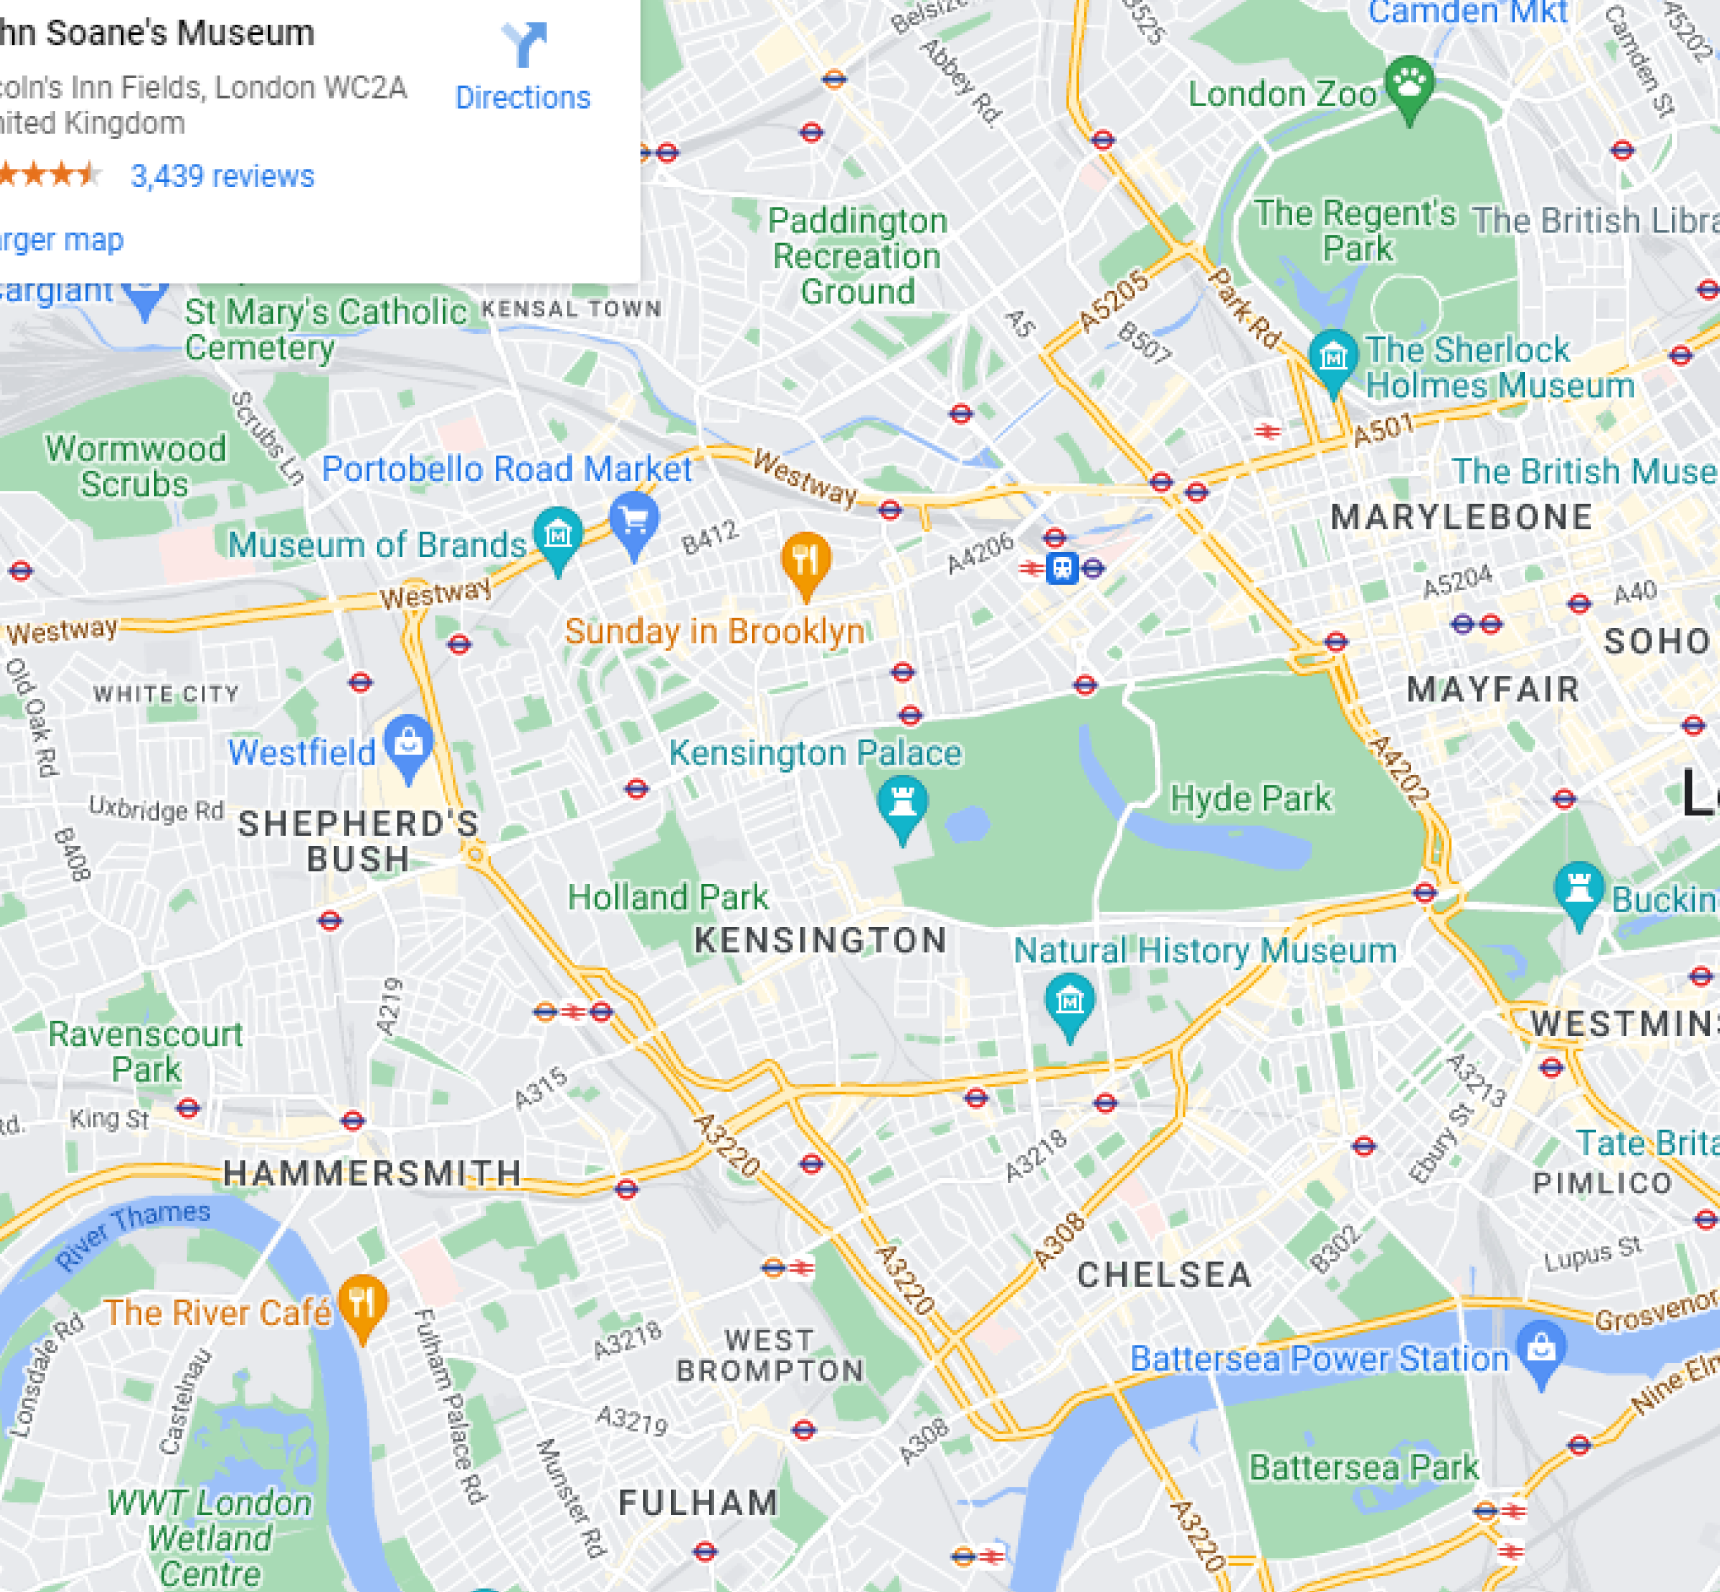 hn Soane's Museum
coln's Inn Fields, London WC2A
nited Kingdom
3,439 reviews
arger map
Directions
Belsize
Abbey Rd.
B525
Camden Mkt
Camden St
A5202
London Zoo
The Regent's
Park
The British Libra
Paddington
Recreation
Ground
cargiant
St Mary's Catholic
Cemetery
KENSAL TOWN
A5
A5205
B507
Park Rd
The Sherlock
Holmes Museum
A501
Scrubs Ln
Wormwood
Scrubs
Portobello Road Market
Westway
The British Muse
MARYLEBONE
Museum of Brands
B412
A4206
A5204
A40
Westway
Westway
Sunday in Brooklyn
SOHO
Old Oak Rd
WHITE CITY
MAYFAIR
Westfield
Kensington Palace
A4202
Hyde Park
Lo
Uxbridge Rd
SHEPHERD'S
BUSH
B408
Holland Park
Buckin
KENSINGTON
Natural History Museum
A219
Ravenscourt
Park
WESTMINS
A315
A3213
Rd.
King St
A3220
A3218
Ebury St
Tate Brita
HAMMERSMITH
PIMLICO
River Thames
A308
B302
Lupus St
CHELSEA
A3220
The River Café
Grosvenor
Lonsdale Rd
Castelnau
Fulham Palace Rd
A3218
WEST
BROMPTON
Battersea Power Station
Nine Elm
A3219
A308
Munster Rd
Battersea Park
FULHAM
WWT London
Wetland
Centre
A3220